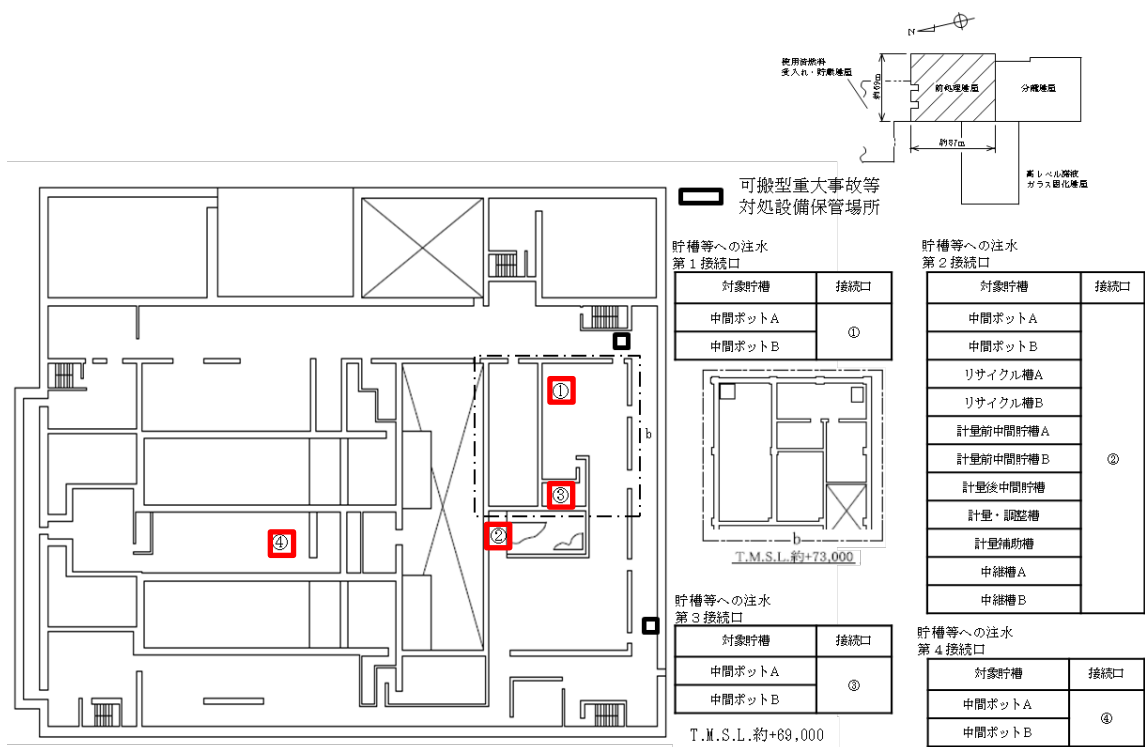 N
使用済燃料
受入れ・貯蔵建屋
約69m
前処理建屋
分離建屋
約87m
高レベル廃液
ガラス固化建屋
可搬型重大事故等
対処設備保管場所
貯槽等への注水
第1接続口
対象貯槽 接続口
中間ポットA
①
中間ポットB
貯槽等への注水
第2接続口
対象貯槽 接続口
中間ポットA
中間ポットB
リサイクル槽A
リサイクル槽B
計量前中間貯槽A
計量前中間貯槽B
②
計量後中間貯槽
計量・調整槽
計量補助槽
中継槽A
中継槽B
①
b
③
②
④
b
T.M.S.L.約+73,000
貯槽等への注水
第3接続口
対象貯槽 接続口
中間ポットA
③
中間ポットB
貯槽等への注水
第4接続口
対象貯槽 接続口
中間ポットA
④
中間ポットB
T.M.S.L.約+69,000